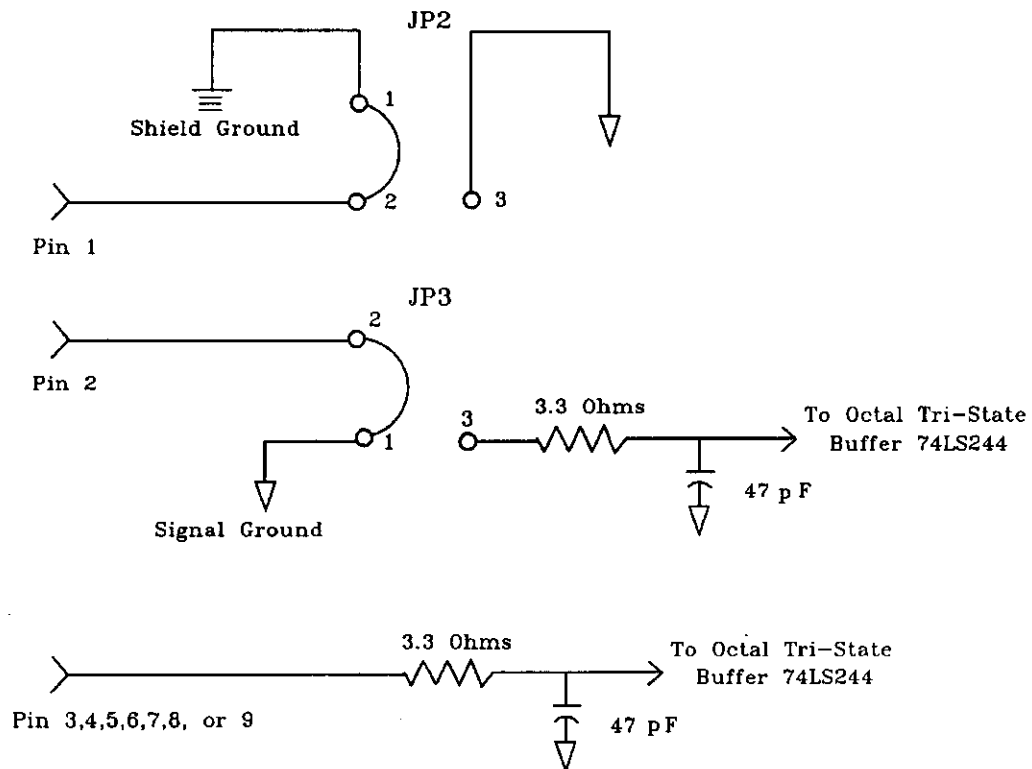 JP2
1
Shield Ground
2
3
Pin 1
JP3
2
Pin 2
1
3
3.3 Ohms
To Octal Tri-State
Buffer 74LS244
47 pF
Signal Ground
3.3 Ohms
To Octal Tri-State
Buffer 74LS244
Pin 3,4,5,6,7,8, or 9
47 pF